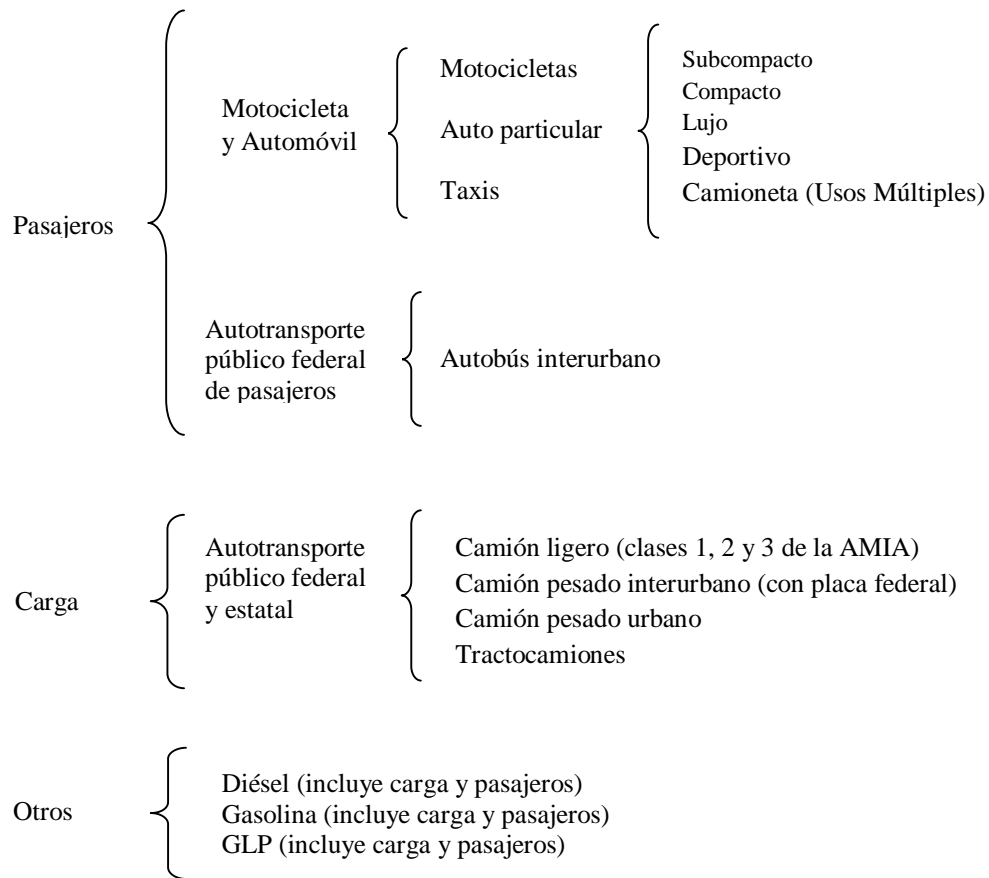 Pasajeros
Motocicleta
y Automóvil
Motocicletas
Auto particular
Taxis
Subcompacto
Compacto
Lujo
Deportivo
Camioneta (Usos Múltiples)
Autotransporte
público federal
de pasajeros
Autobús interurbano
Carga
Autotransporte
público federal
y estatal
Camión ligero (clases 1, 2 y 3 de la AMIA)
Camión pesado interurbano (con placa federal)
Camión pesado urbano
Tractocamiones
Otros
Diésel (incluye carga y pasajeros)
Gasolina (incluye carga y pasajeros)
GLP (incluye carga y pasajeros)